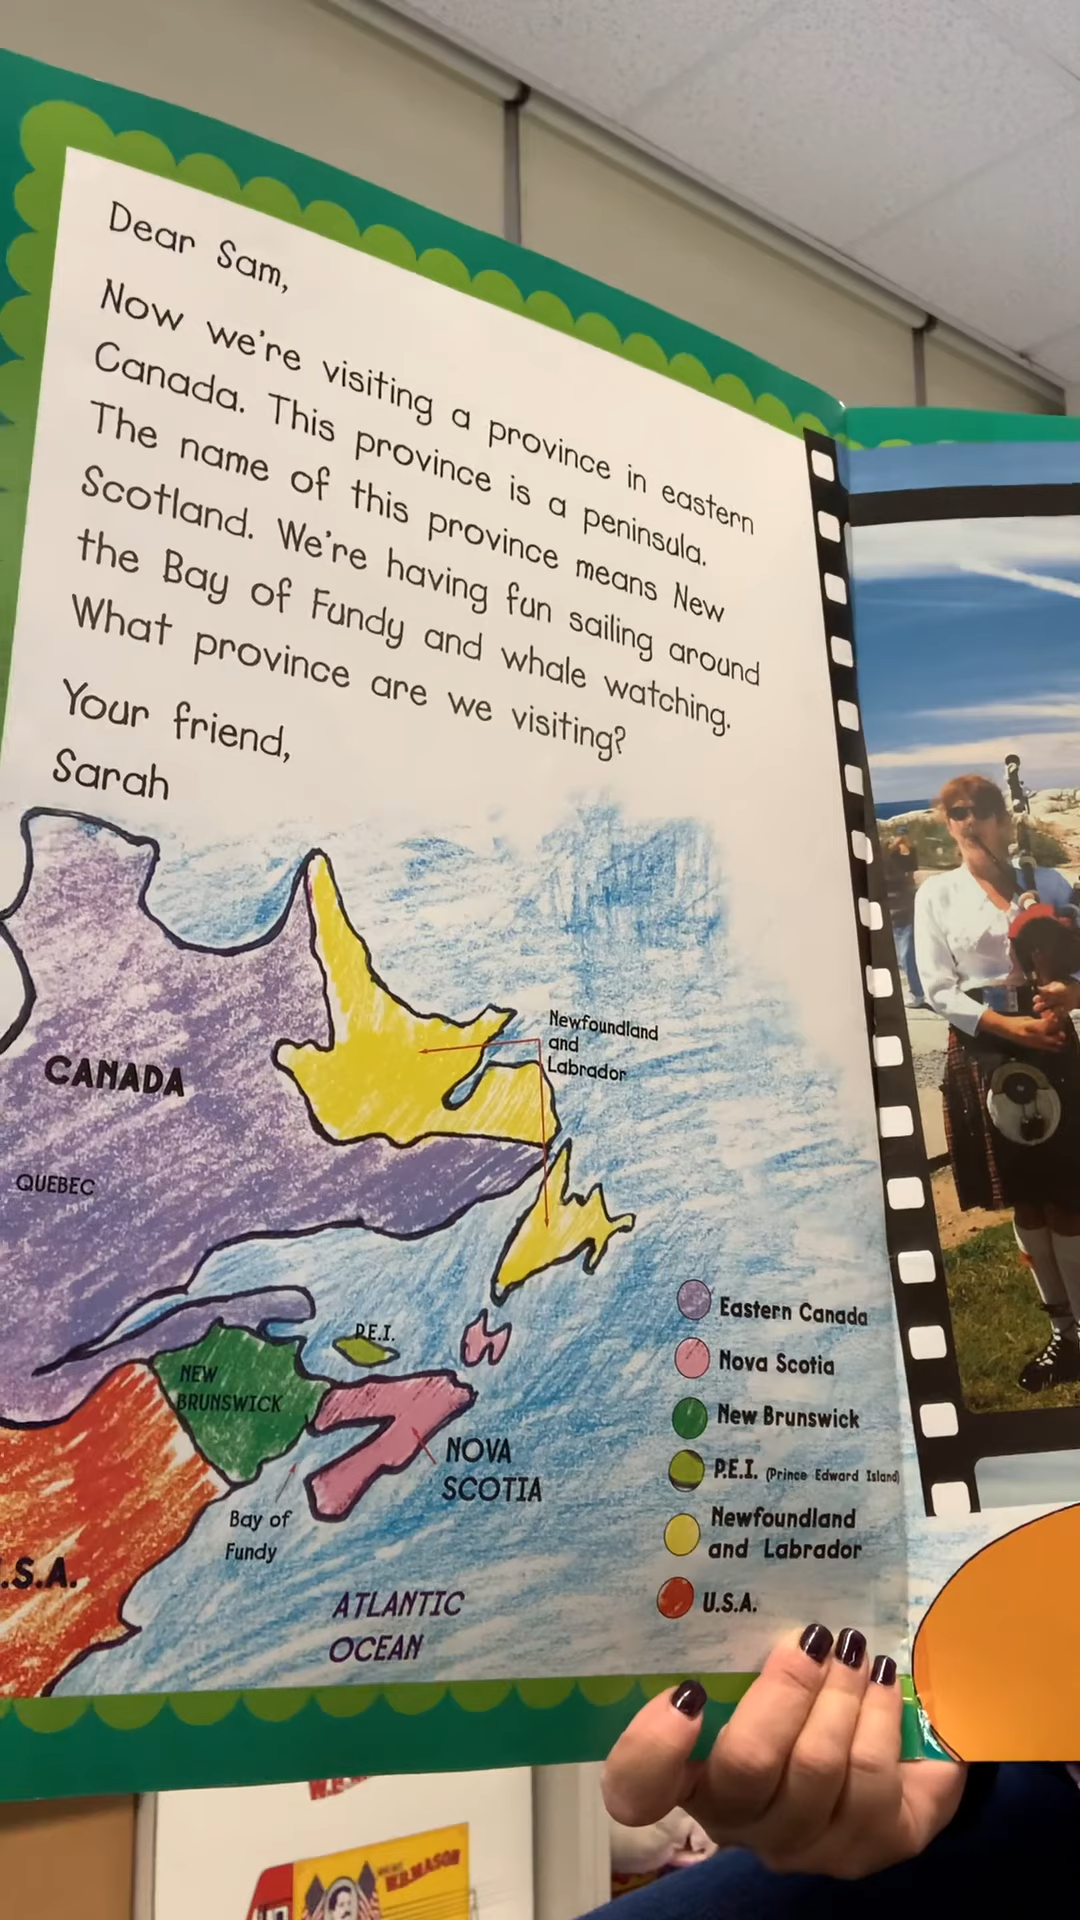 Dear Sam,
Now we're visiting a province in eastern
Canada. This province is a peninsula.
The name of this province means New
Scotland. We're having fun sailing around
the Bay of Fundy and whale watching.
What province are we visiting?
Your friend,
Sarah
Newfoundland
and
Labrador
CANADA
QUEBEC
P.E.I.
NEW
BRUNSWICK
NOVA
SCOTIA
Bay of
Fundy
.S.A.
ATLANTIC
OCEAN
Eastern Canada
Nova Scotia
New Brunswick
P.E.I. (Prince Edward Island)
Newfoundland
and Labrador
U.S.A.
W.B. MASON